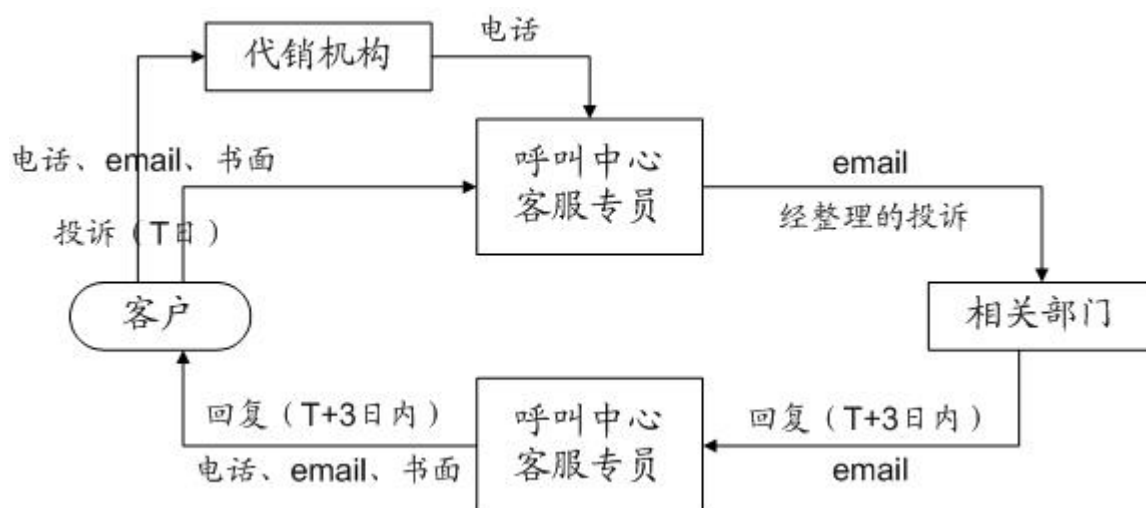 代销机构
电话
电话、email、书面
投诉（T日）
呼叫中心
客服专员
email
经整理的投诉
客户
相关部门
回复（T+3日内）
电话、email、书面
呼叫中心
客服专员
回复（T+3日内）
email